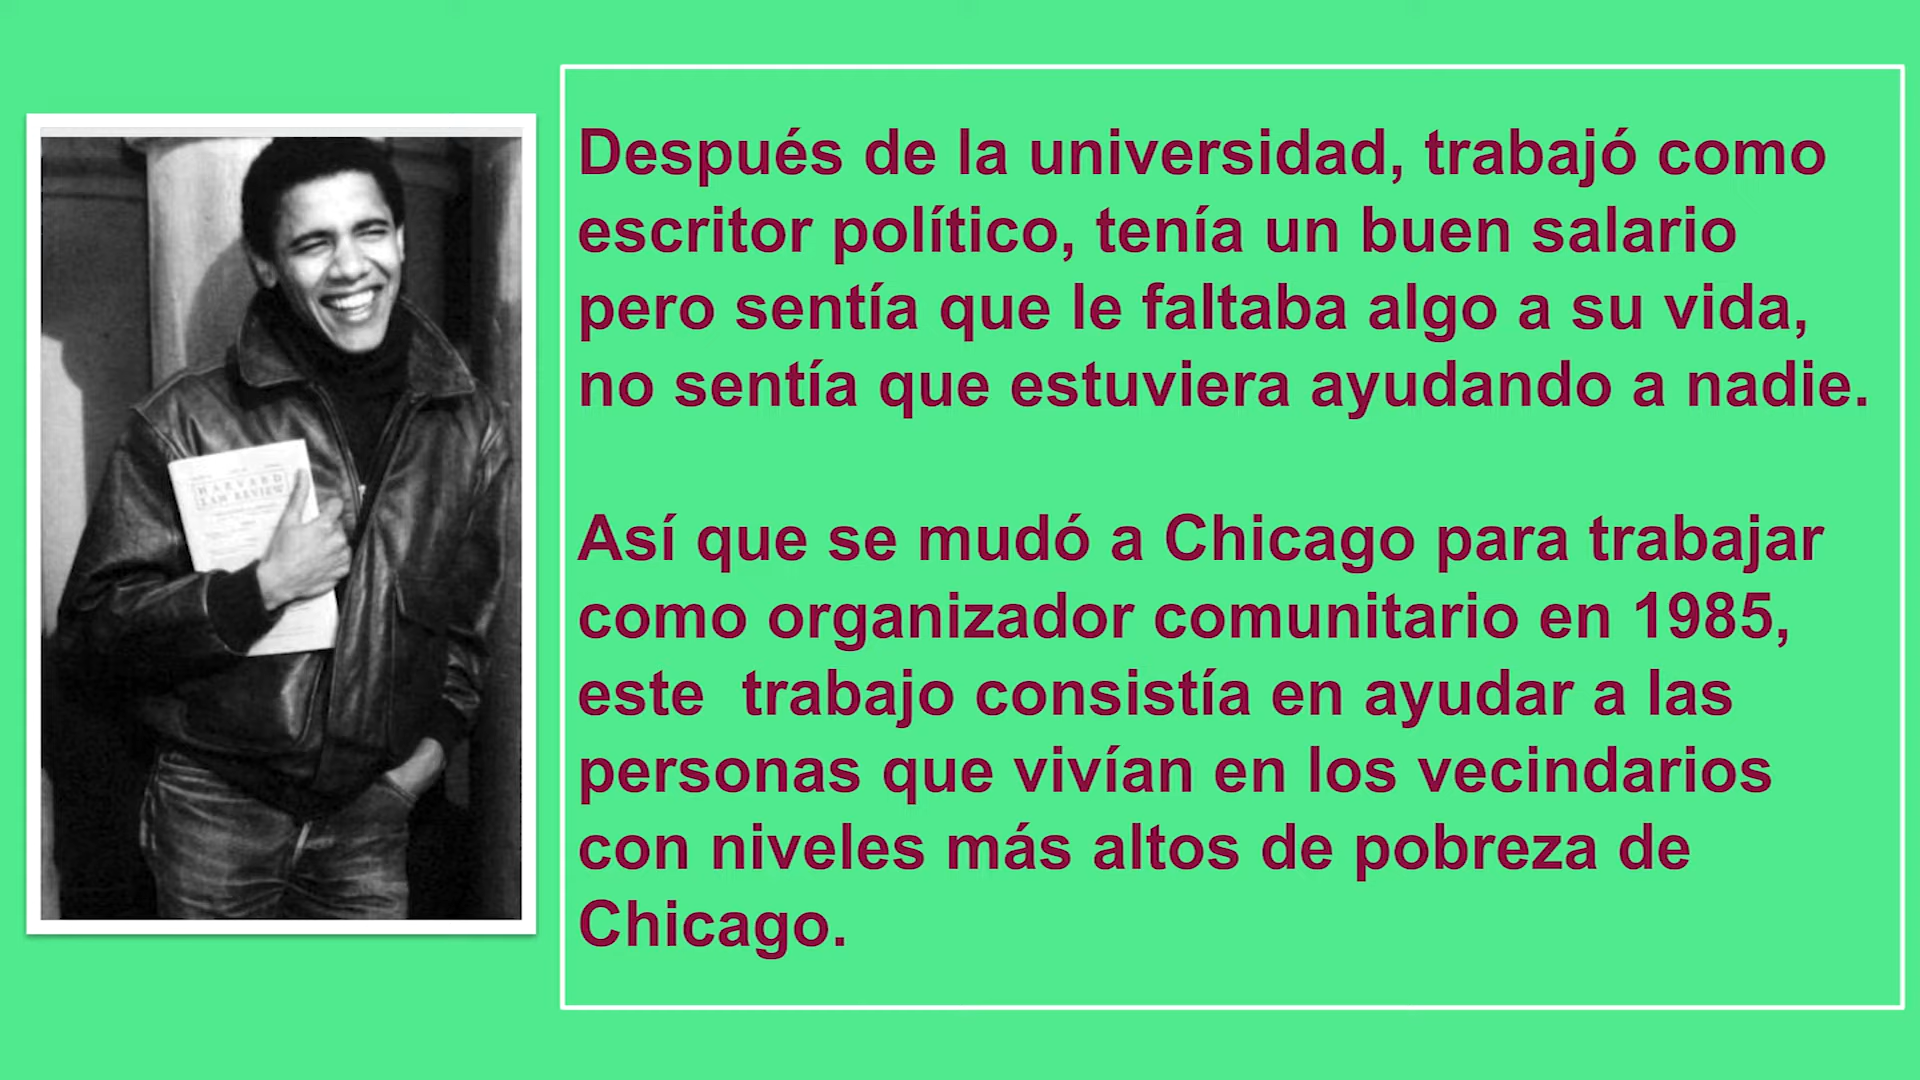 Después de la universidad, trabajó como
escritor político, tenía un buen salario
pero sentía que le faltaba algo a su vida,
no sentía que estuviera ayudando a nadie.
Así que se mudó a Chicago para trabajar
como organizador comunitario en 1985,
este  trabajo consistía en ayudar a las
personas que vivían en los vecindarios
con niveles más altos de pobreza de
Chicago.
HARVARD
LAW REVIEW